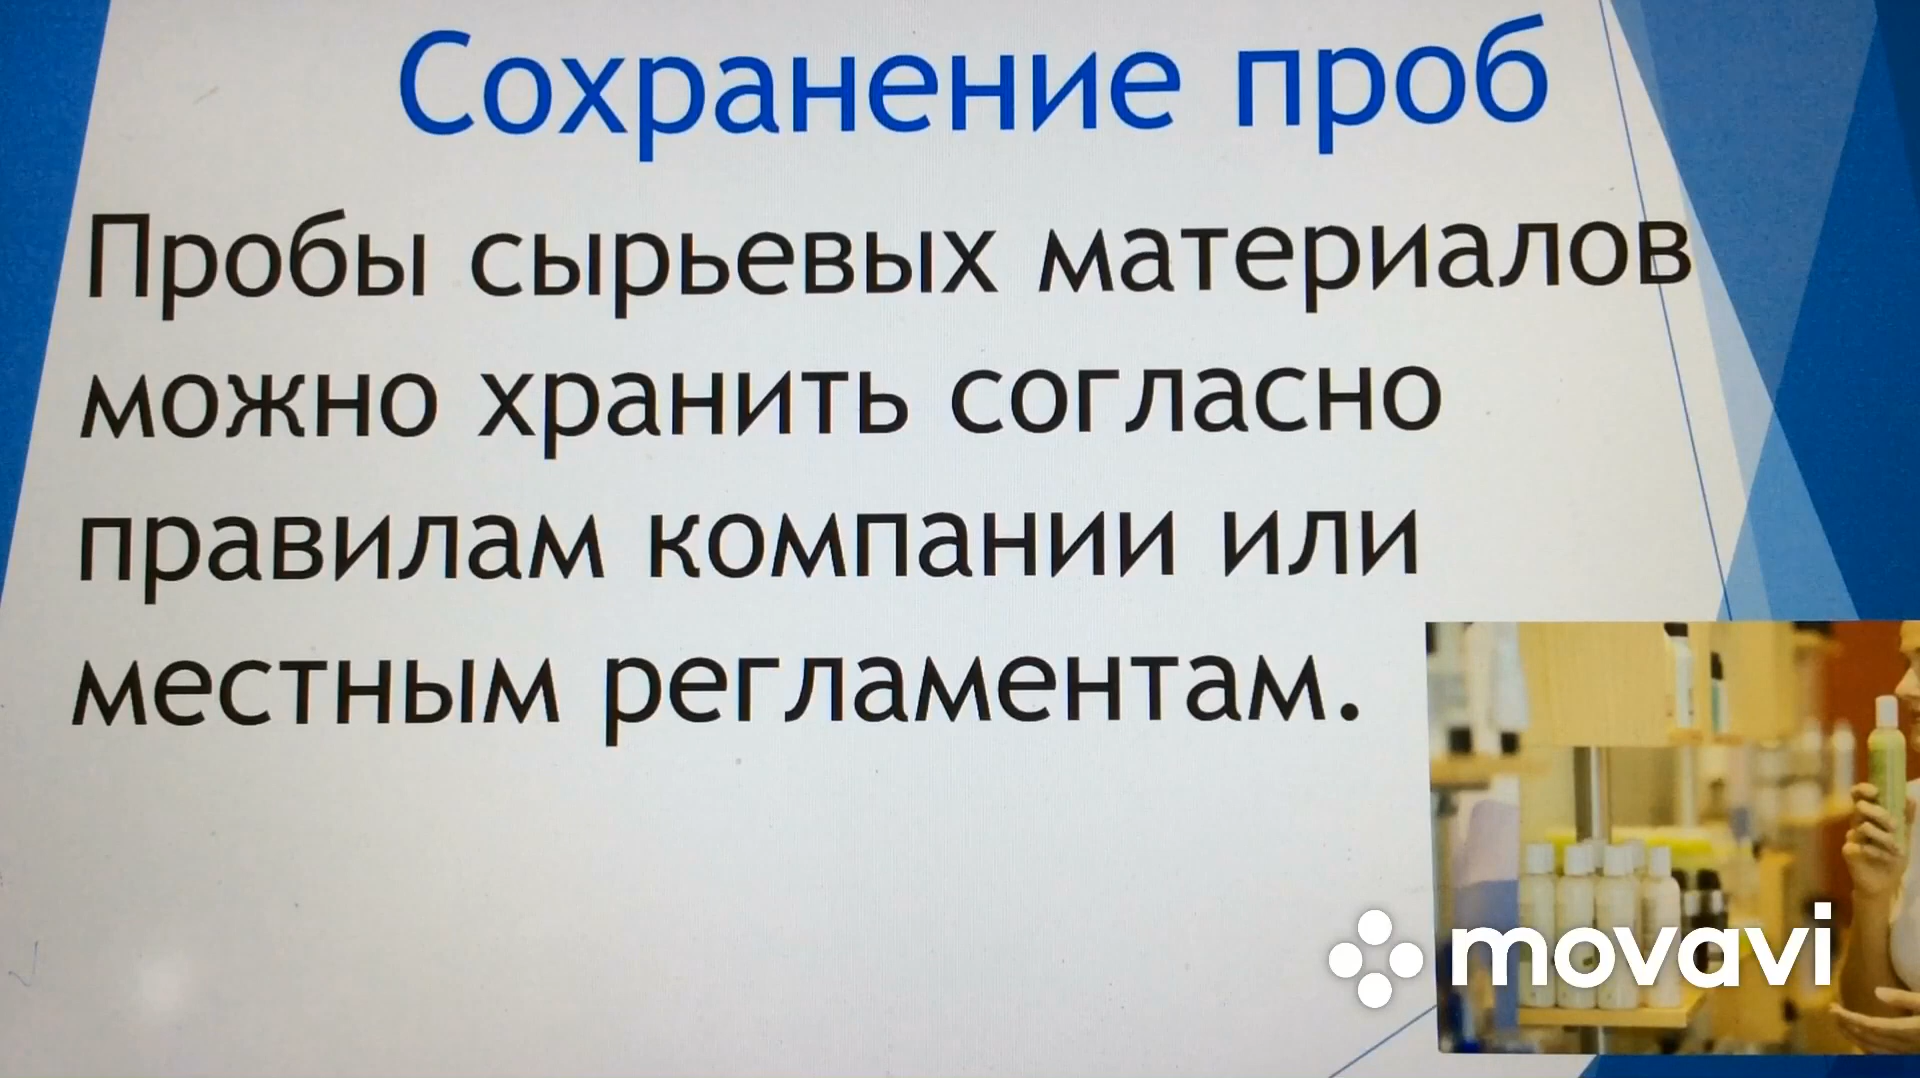 Сохранение проб
Пробы сырьевых материалов
можно хранить согласно
правилам компании или
местным регламентам.
movavi